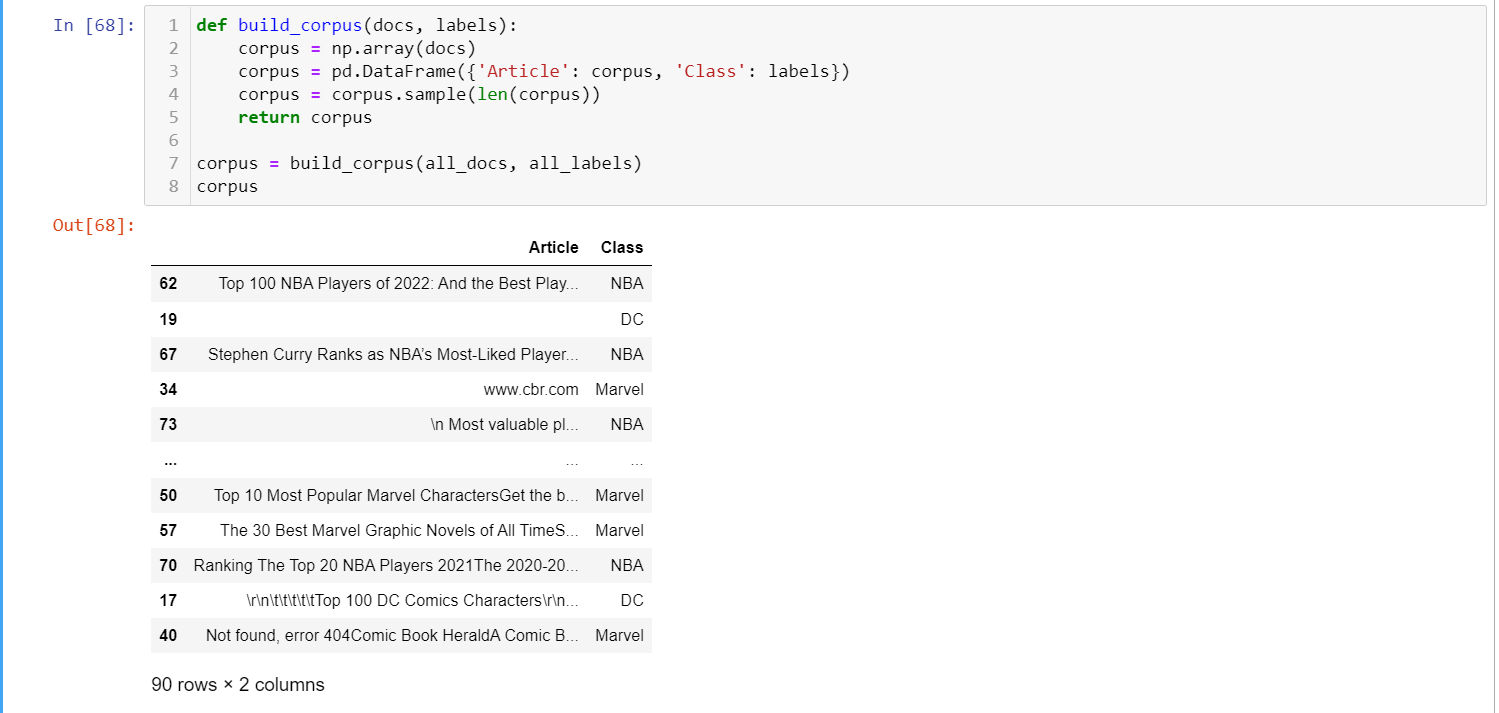 In [68]:
1 def build_corpus(docs, labels):
2     corpus = np.array(docs)
3     corpus = pd.DataFrame({'Article': corpus, 'Class': labels})
4     corpus = corpus.sample(len(corpus))
5     return corpus
6
7 corpus = build_corpus(all_docs, all_labels)
8 corpus
Out[68]:
Article Class
62 Top 100 NBA Players of 2022: And the Best Play... NBA
19 DC
67 Stephen Curry Ranks as NBA’s Most-Liked Player... NBA
34 www.cbr.com Marvel
73 \n Most valuable pl... NBA
... ... ...
50 Top 10 Most Popular Marvel CharactersGet the b... Marvel
57 The 30 Best Marvel Graphic Novels of All TimeS... Marvel
70 Ranking The Top 20 NBA Players 2021The 2020-20... NBA
17 \r\n\t\t\t\t\tTop 100 DC Comics Characters\r\n... DC
40 Not found, error 404Comic Book HeraldA Comic B... Marvel
90 rows × 2 columns